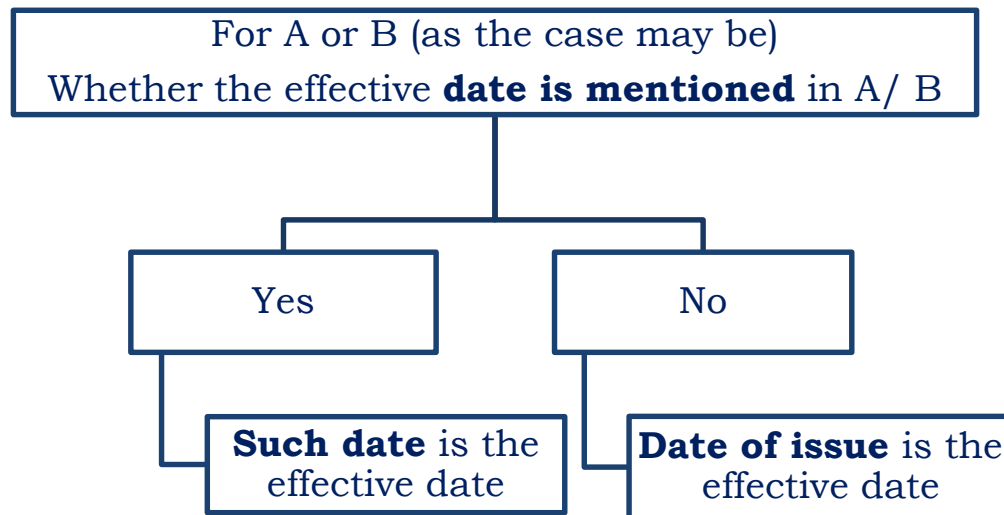 For A or B (as the case may be)
Whether the effective date is mentioned in A/ B
Yes
No
Such date is the
effective date
Date of issue is the
effective date